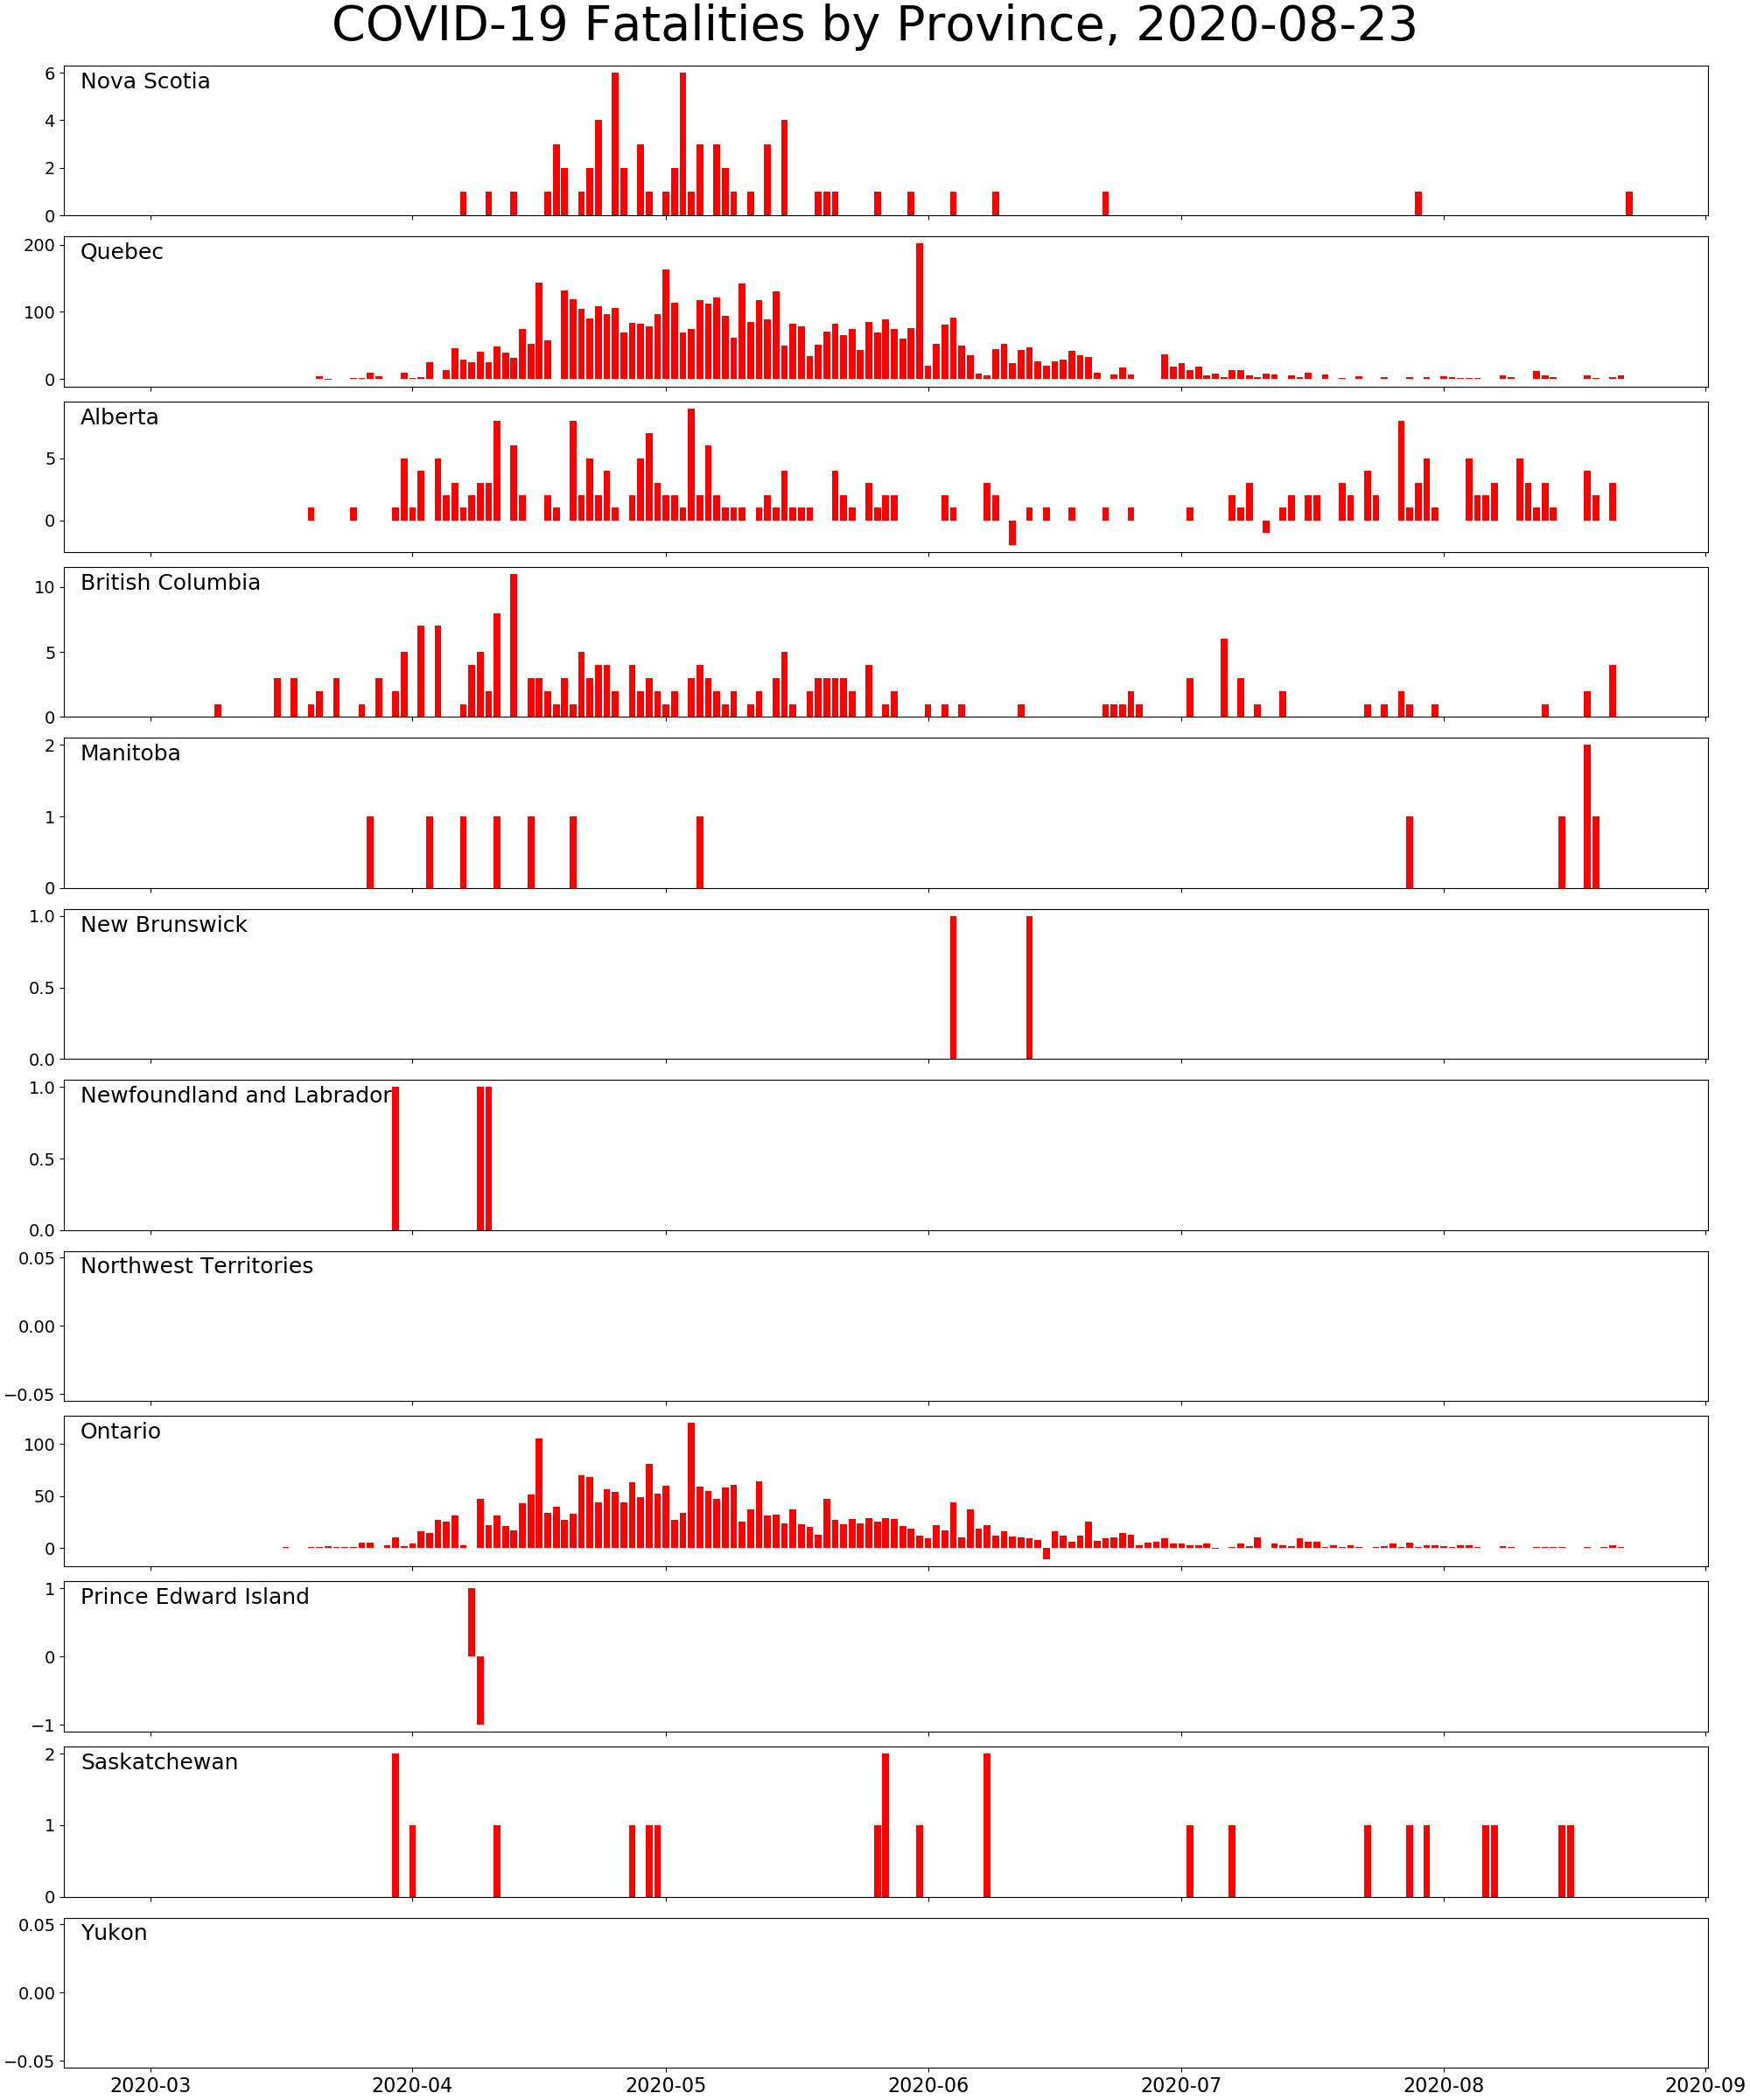 COVID-19 Fatalities by Province, 2020-08-23
Nova Scotia
6
4
2
0
Quebec
200
100
0
Alberta
5
0
British Columbia
10
5
0
Manitoba
2
1
0
New Brunswick
1.0
0.5
0.0
Newfoundland and Labrador
1.0
0.5
0.0
Northwest Territories
0.05
0.00
−0.05
Ontario
100
50
0
Prince Edward Island
1
0
−1
Saskatchewan
2
1
0
Yukon
0.05
0.00
−0.05
2020-03 2020-04 2020-05 2020-06 2020-07 2020-08 2020-09